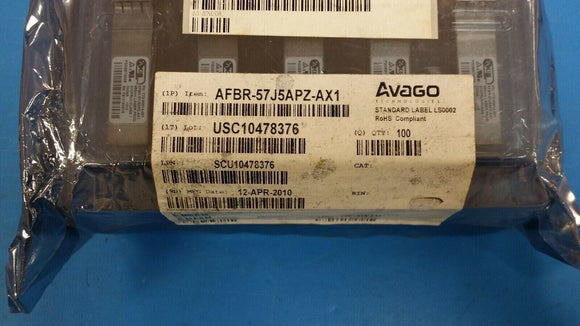 (1P) Item: AFBR-57J5APZ-AX1
AVAGO
TECHNOLOGIES
STANDARD LABEL LS0002
RoHS Compliant
(1T) Lot: USC10478376
(Q) QTY: 100
LPN: SCU10478376
CAT:
(9D) MFG Date: 12-APR-2010
BIN: